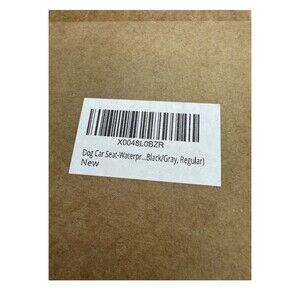 X0048L0BZR
Dog Car Seat-Waterpr...Black/Gray, Regular)
New